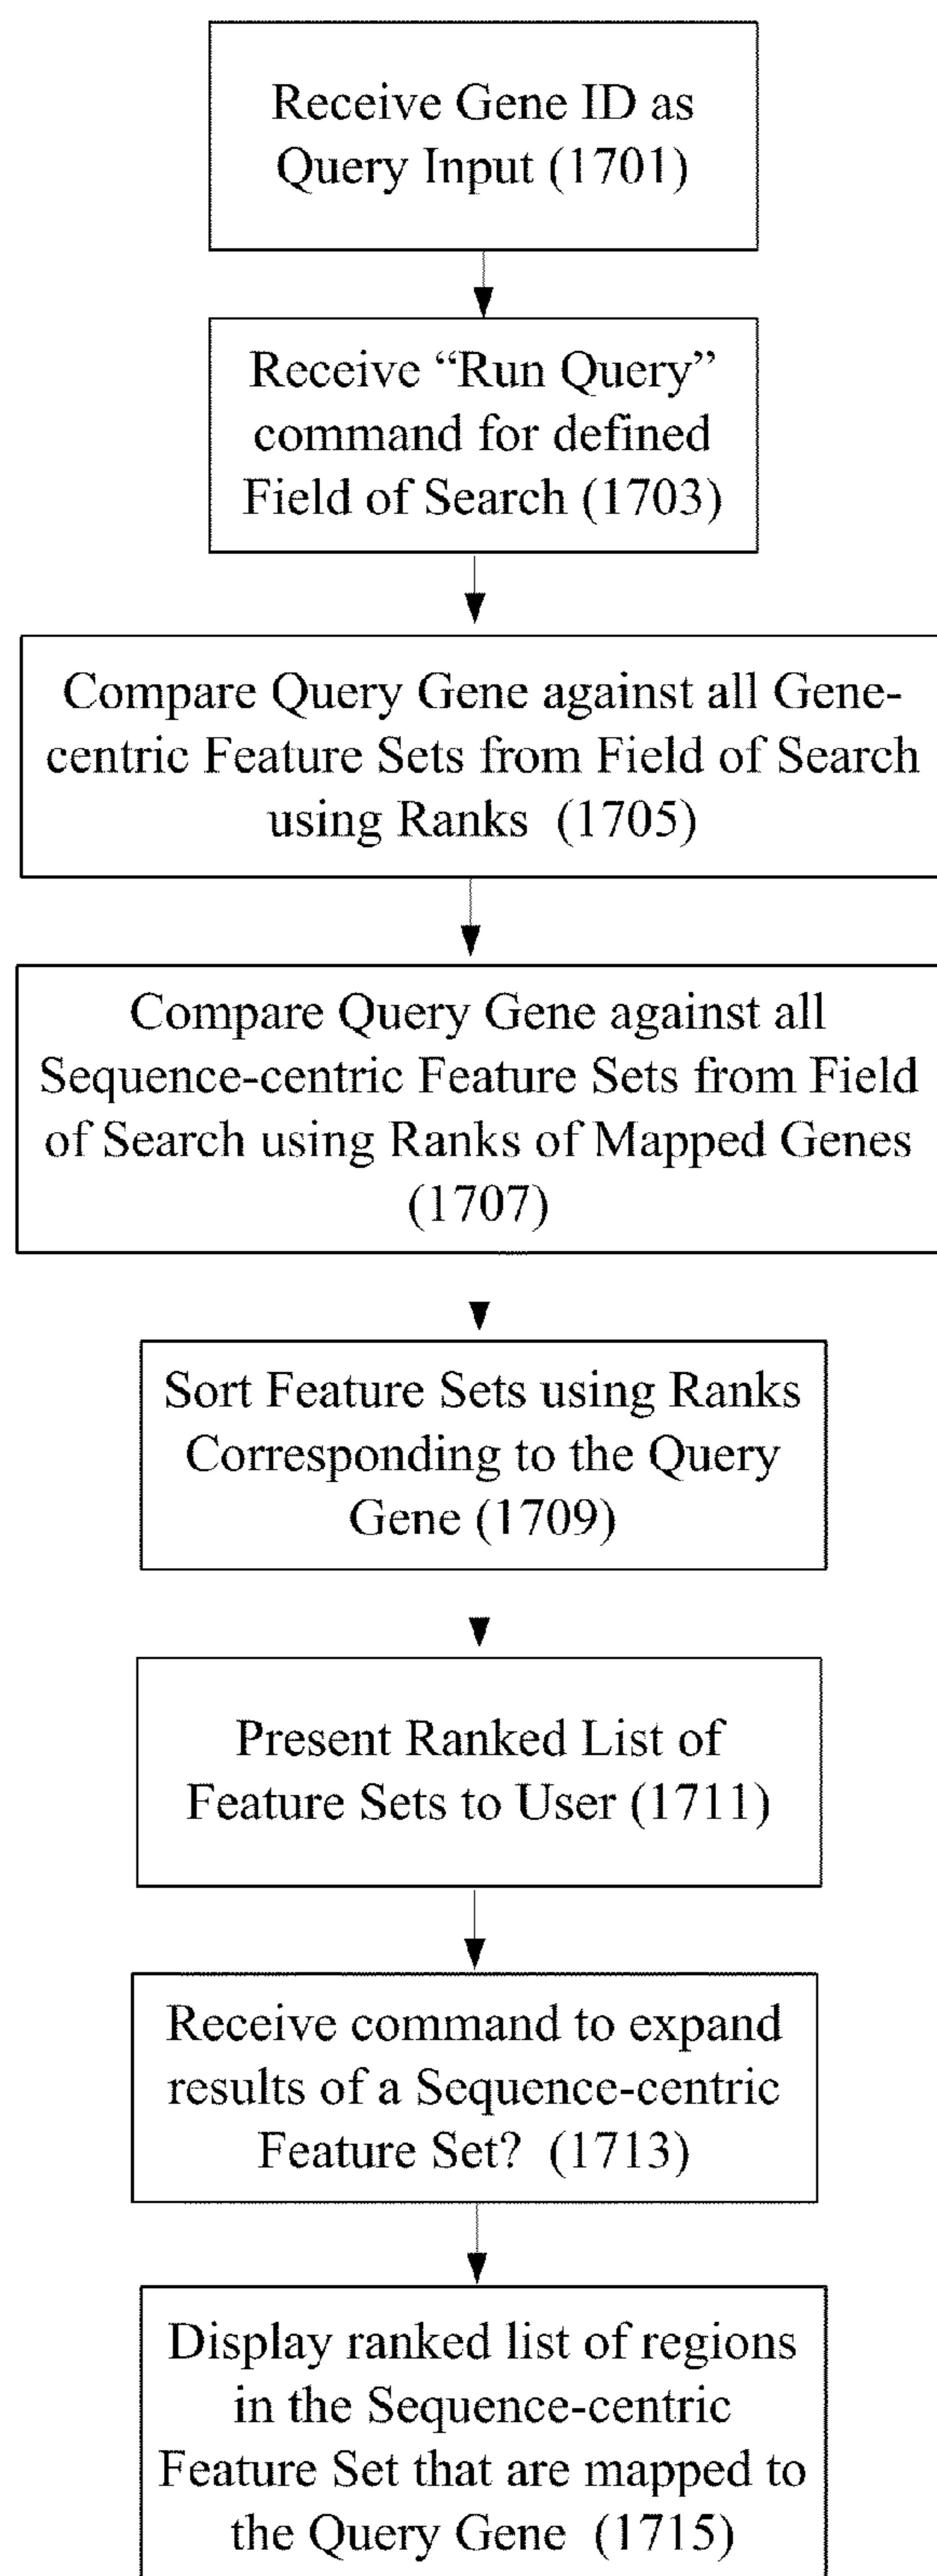 Receive Gene ID as
Query Input (1701)
Receive “Run Query”
command for defined
Field of Search (1703)
Compare Query Gene against all Gene-
centric Feature Sets from Field of Search
using Ranks (1705)
Compare Query Gene against all
Sequence-centric Feature Sets from Field
of Search using Ranks of Mapped Genes
(1707)
Sort Feature Sets using Ranks
Corresponding to the Query
Gene (1709)
Present Ranked List of
Feature Sets to User (1711)
Receive command to expand
results of a Sequence-centric
Feature Set? (1713)
Display ranked list of regions
in the Sequence-centric
Feature Set that are mapped to
the Query Gene (1715)